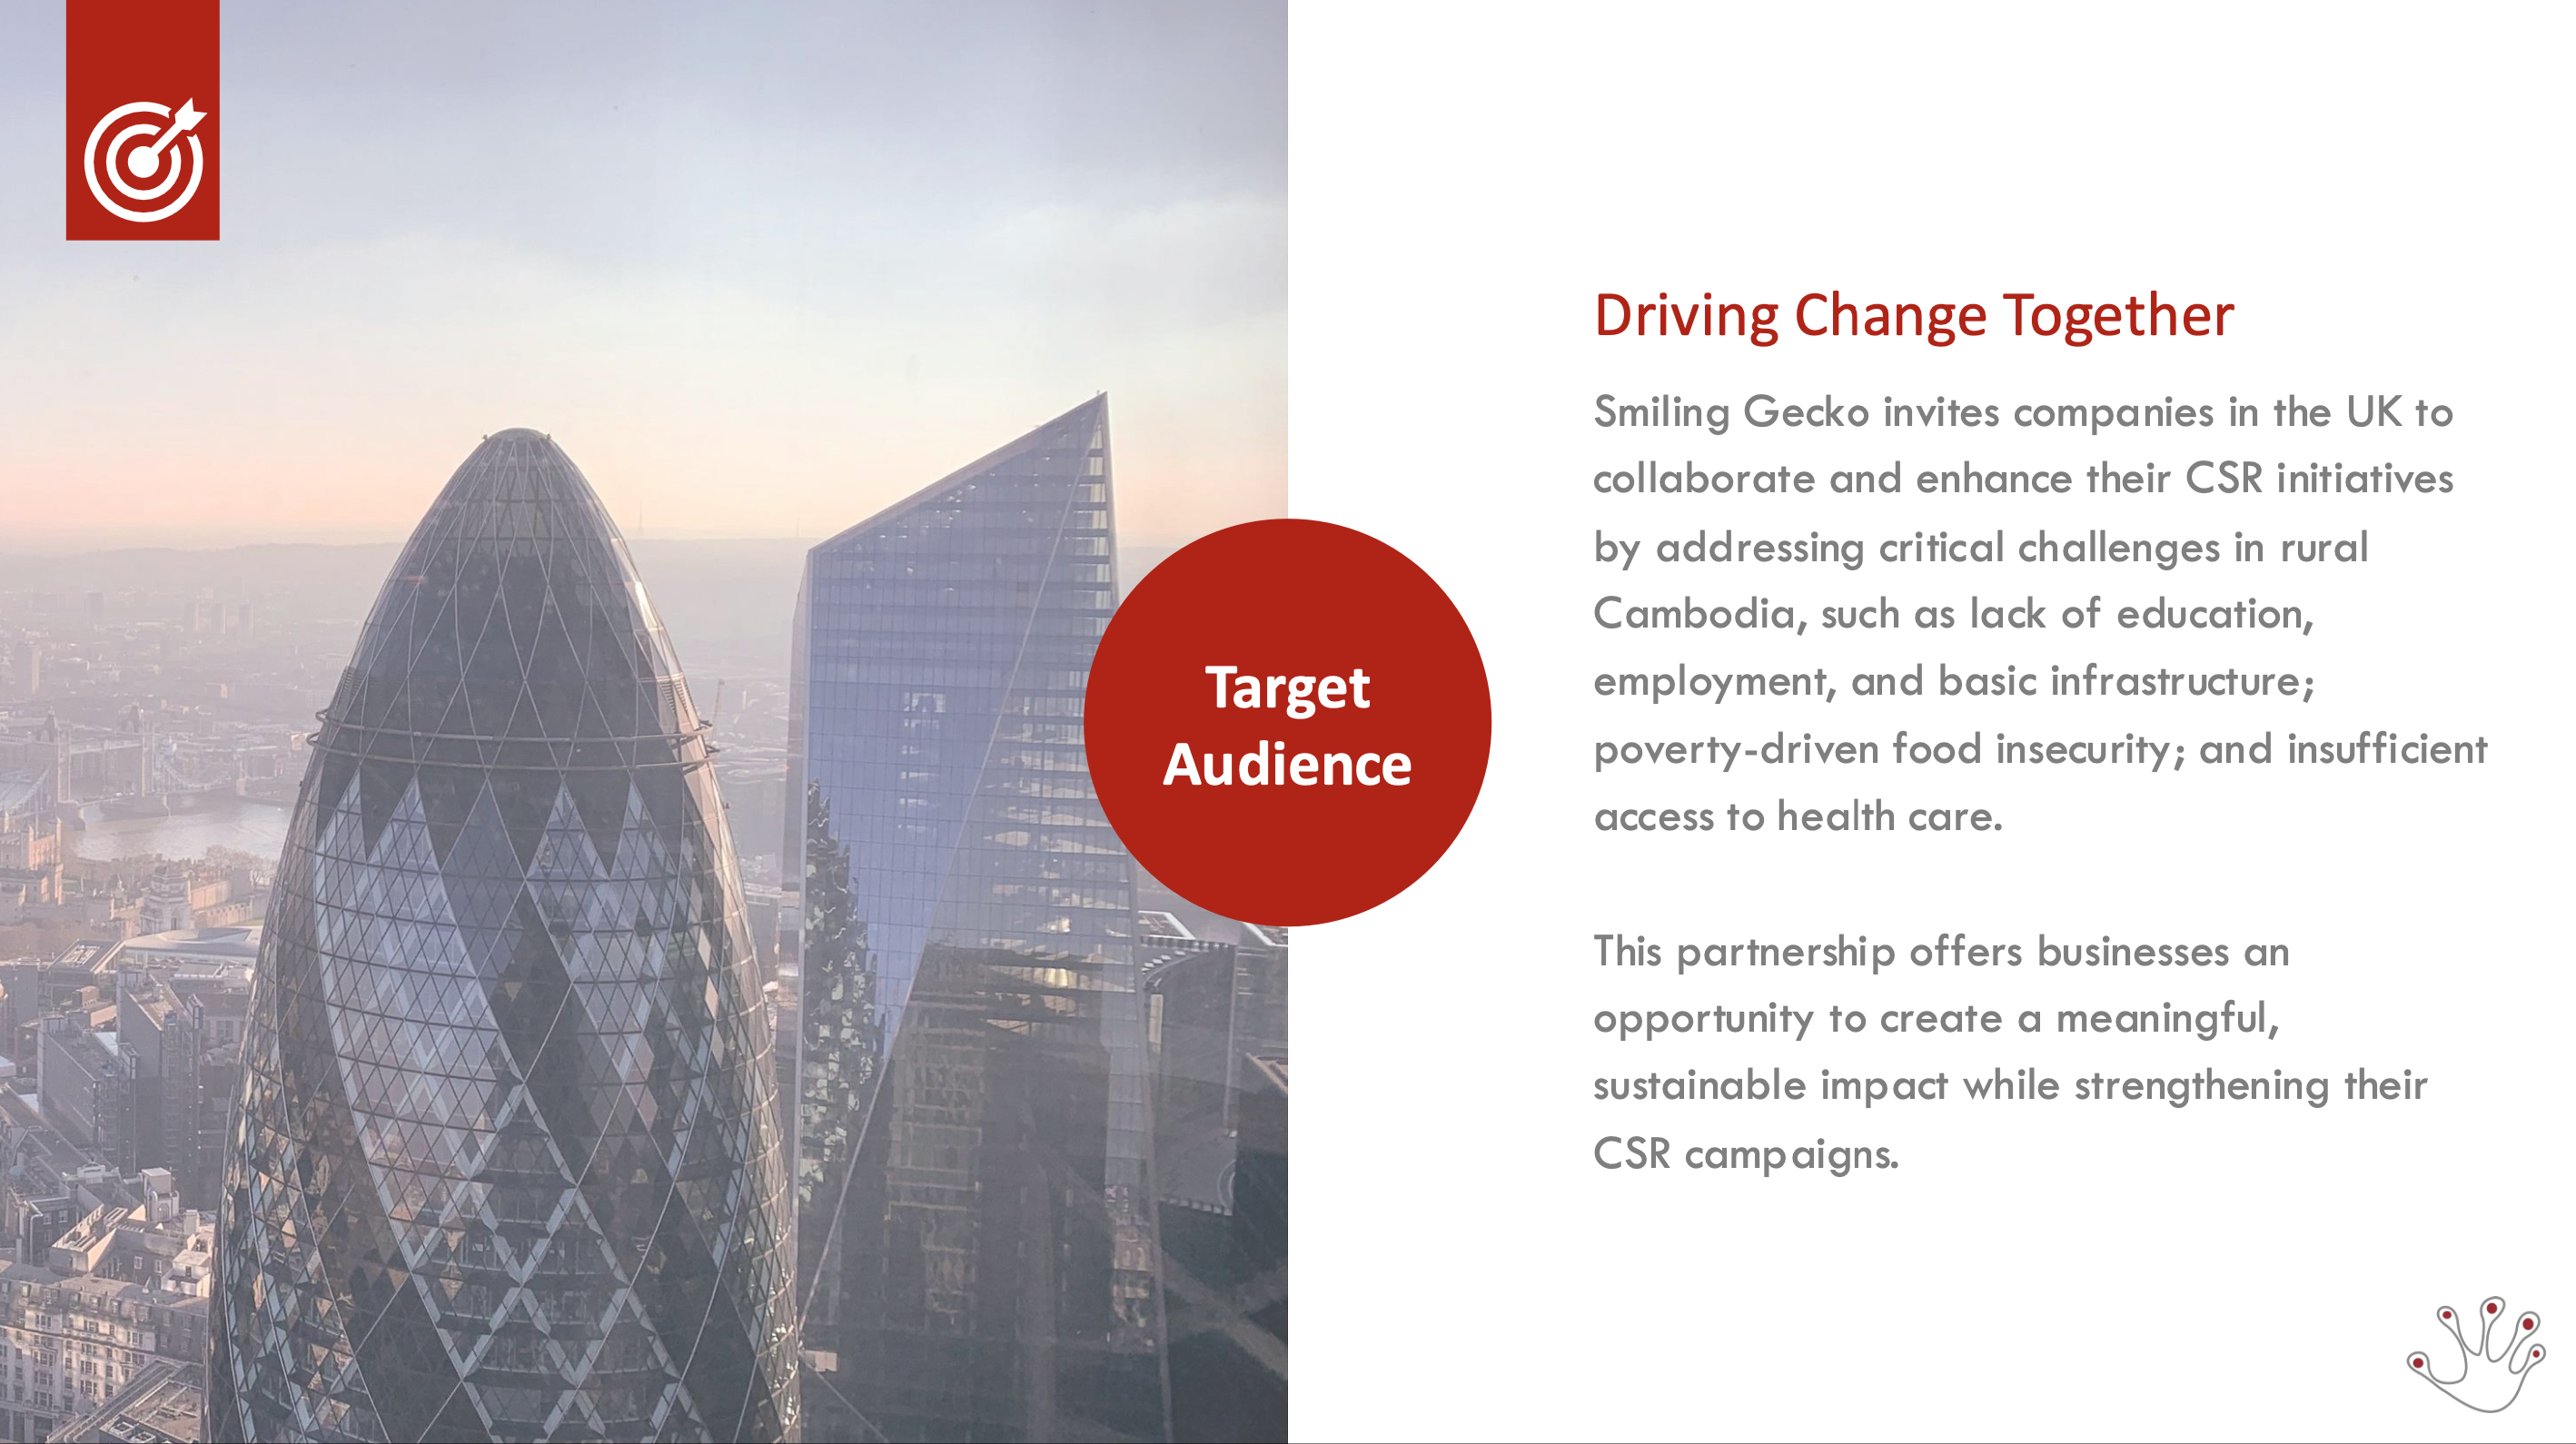 Target
Audience
Driving Change Together
Smiling Gecko invites companies in the UK to
collaborate and enhance their CSR initiatives
by addressing critical challenges in rural
Cambodia, such as lack of education,
employment, and basic infrastructure;
poverty-driven food insecurity; and insufficient
access to health care.
This partnership offers businesses an
opportunity to create a meaningful,
sustainable impact while strengthening their
CSR campaigns.